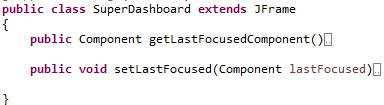 public class SuperDashboard extends JFrame
{
public Component getLastFocusedComponent()
public void setLastFocused(Component lastFocused)
}